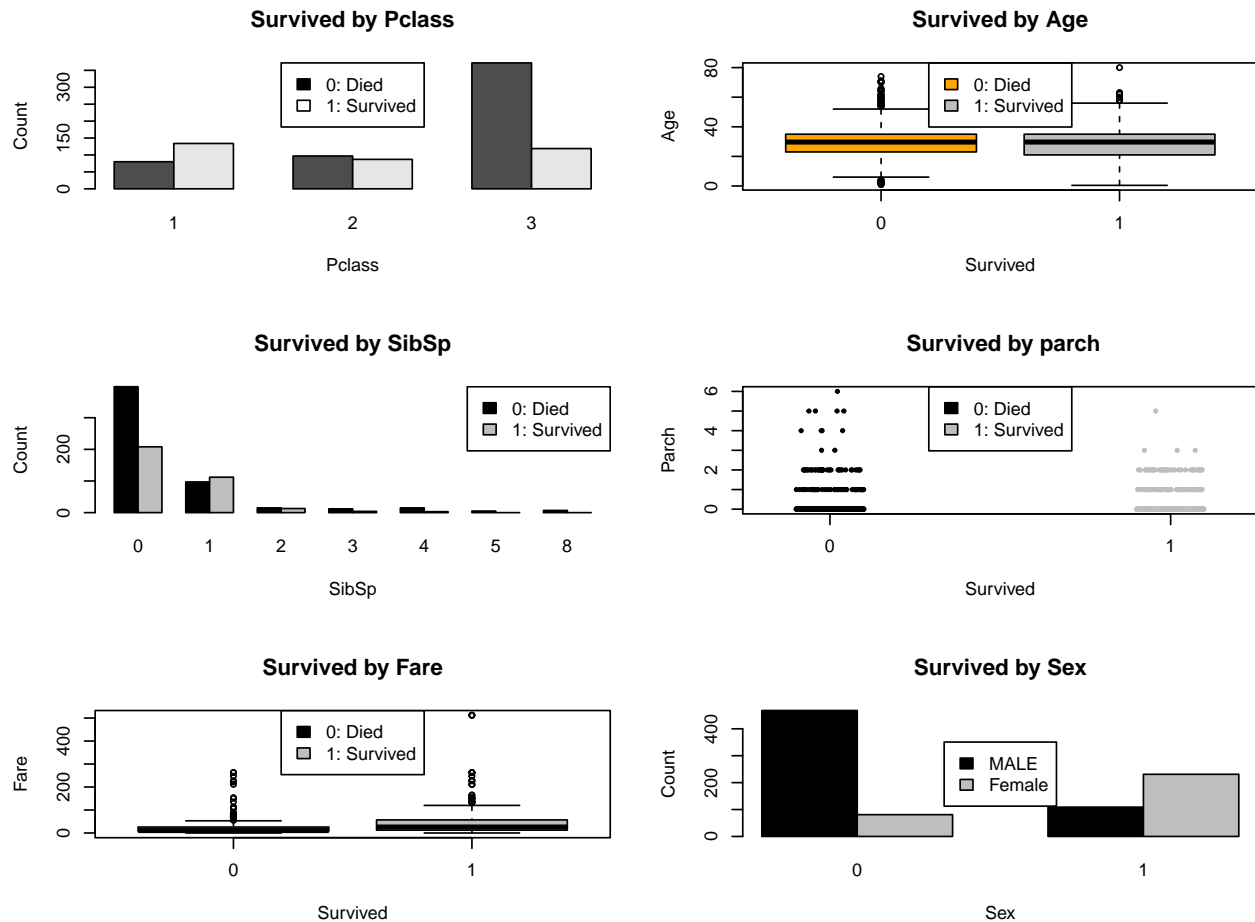 Survived by Pclass
Count
0
150
350
0: Died
1: Survived
1 2 3
Pclass
Survived by Age
Age
0
40
80
0: Died
1: Survived
0 1
Survived
Survived by SibSp
Count
0
200
0: Died
1: Survived
0 1 2 3 4 5 8
SibSp
Survived by parch
Parch
0
2
4
6
0: Died
1: Survived
0 1
Survived
Survived by Fare
Fare
0
200
400
0: Died
1: Survived
0 1
Survived
Survived by Sex
Count
0
200
400
MALE
Female
0 1
Sex